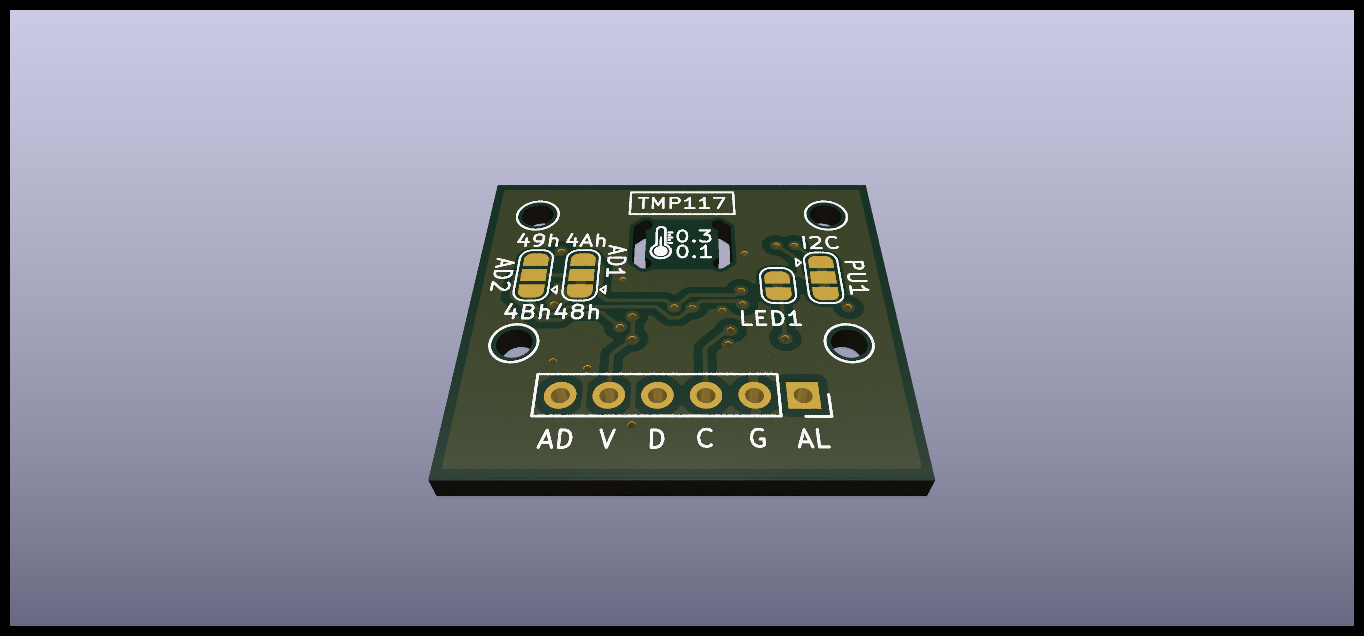 TMP117
0.3
0.1
49h 4Ah
AD2
AD1
4Bh 48h
I2C
PU1
LED1
AD V D C G AL